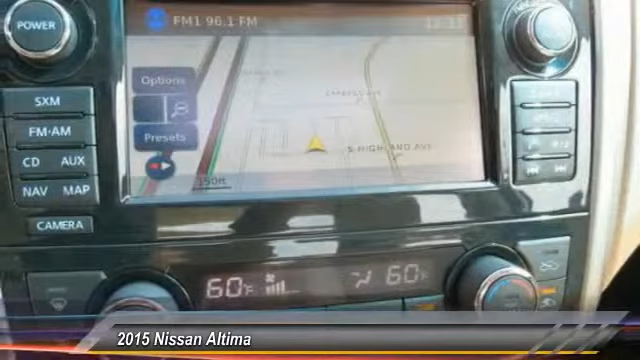 POWER
FM1 96.1 FM
Options
Presets
S HIGHLAND AVE
150ft
SXM
FM·AM
CD AUX
NAV MAP
CAMERA
60°F
60°F
2015 Nissan Altima